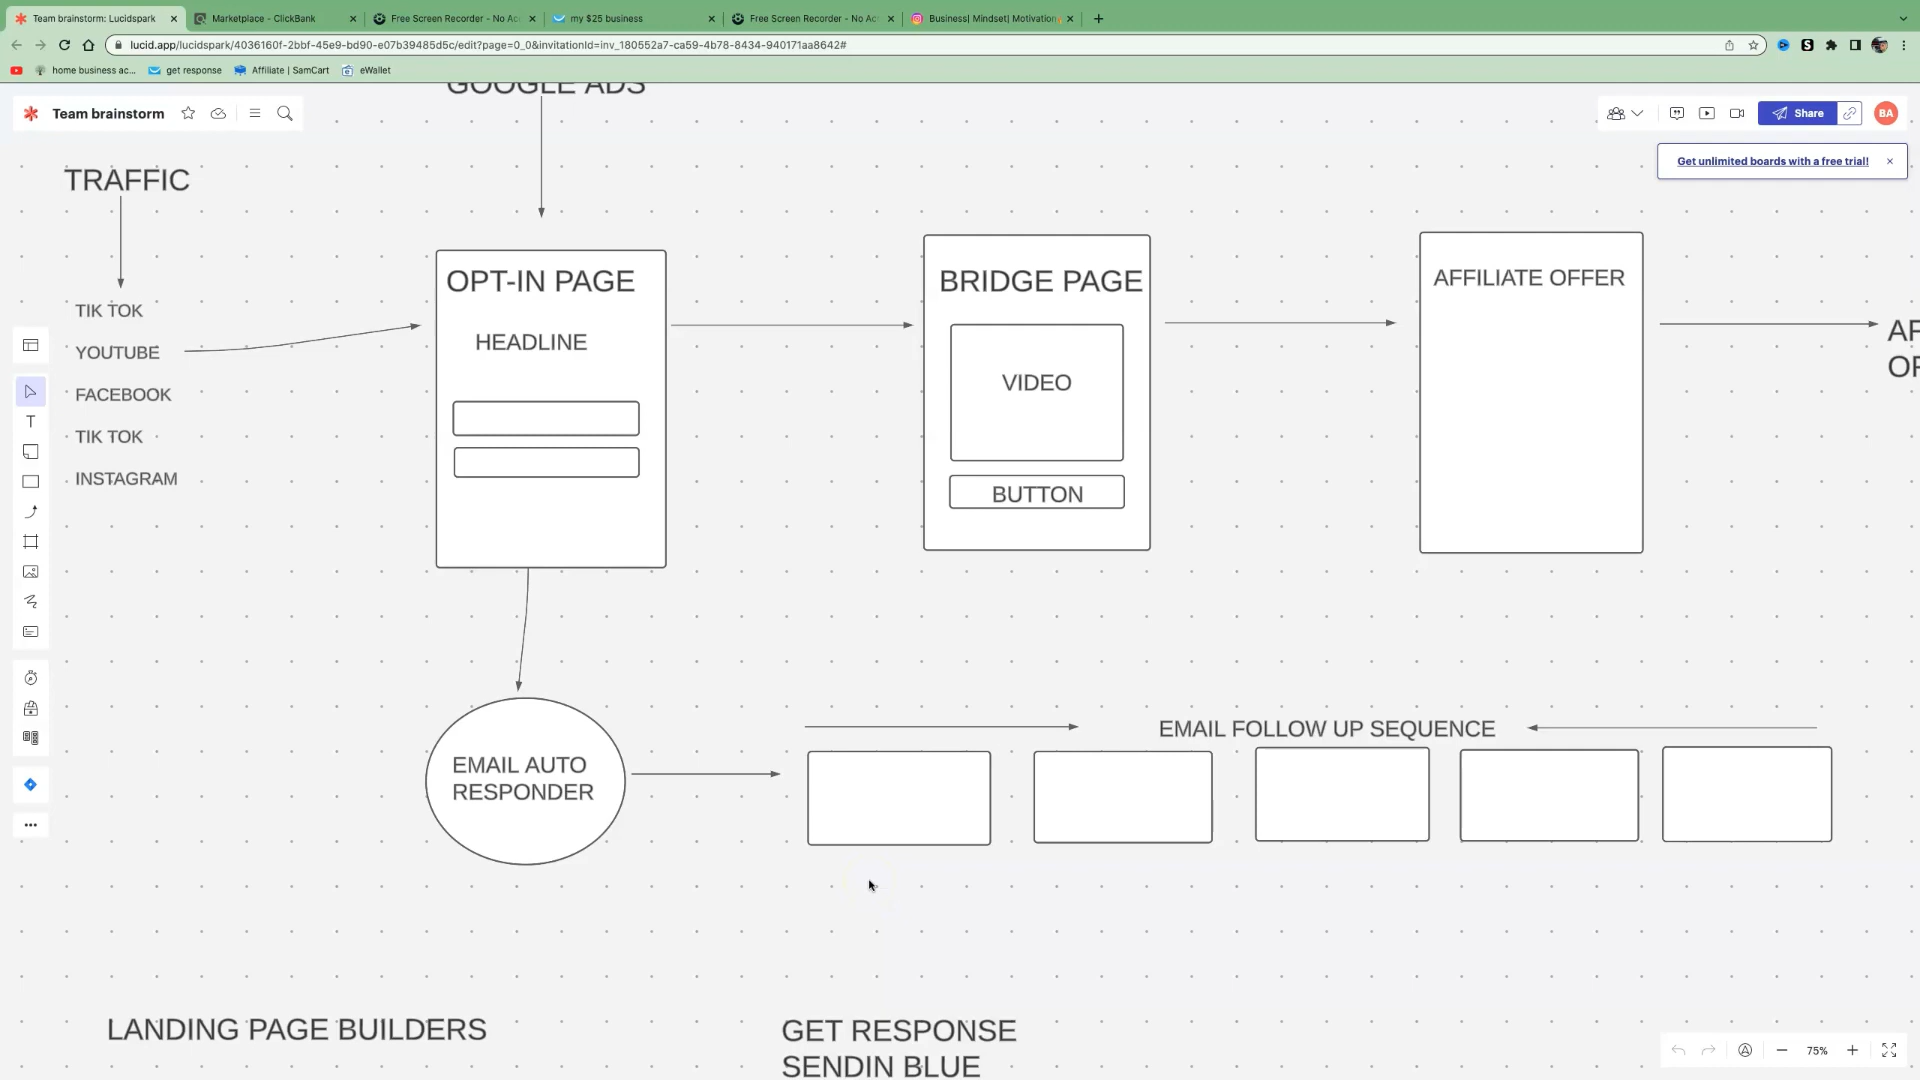 Team brainstorm: Lucidspark
Marketplace - ClickBank
Free Screen Recorder - No Ac
my $25 business
Free Screen Recorder - No Ac
Business| Mindset| Motivation
lucid.app/lucidspark/4036160f-2bbf-45e9-bd90-e07b39485d5c/edit?page=0_0&invitationId=inv_180552a7-ca59-4b78-8434-940171aa8642#
home business ac...
get response
Affiliate | SamCart
eWallet
GOOGLE ADS
Team brainstorm
Share
BA
Get unlimited boards with a free trial!
TRAFFIC
TIK TOK
YOUTUBE
FACEBOOK
TIK TOK
INSTAGRAM
OPT-IN PAGE
HEADLINE
BRIDGE PAGE
VIDEO
BUTTON
AFFILIATE OFFER
T
EMAIL AUTO
RESPONDER
EMAIL FOLLOW UP SEQUENCE
LANDING PAGE BUILDERS
GET RESPONSE
SENDIN BLUE
75%